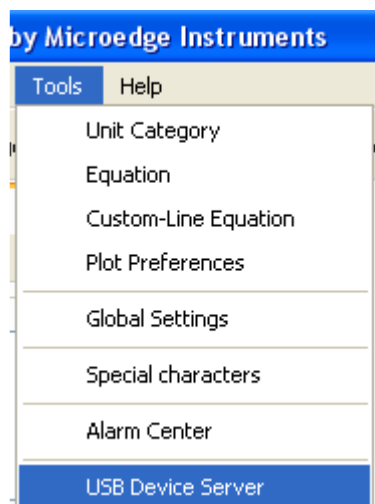 by Microedge Instruments
Tools Help
Unit Category
Equation
Custom-Line Equation
Plot Preferences
Global Settings
Special characters
Alarm Center
USB Device Server